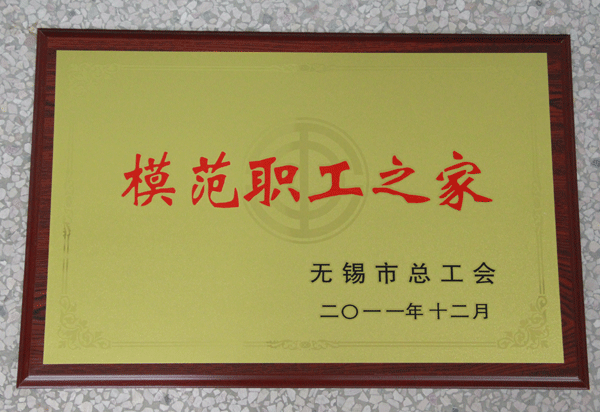 模范职工之家
无锡市总工会
二〇一一年十二月